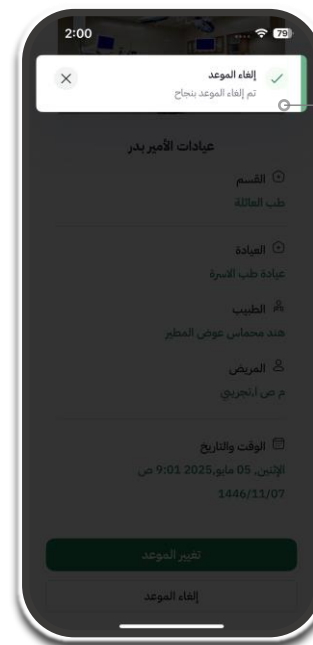 2:00
79
إلغاء الموعد
تم إلغاء الموعد بنجاح
عيادات الأمير بدر
القسم
طب العائلة
العيادة
عيادة طب الاسرة
الطبيب
هند محماس عوض المطير
المريض
م ص ا,تجريبي
الوقت والتاريخ
الإثنين, 05 مايو,2025 9:01 ص
1446/11/07
تغيير الموعد
إلغاء الموعد